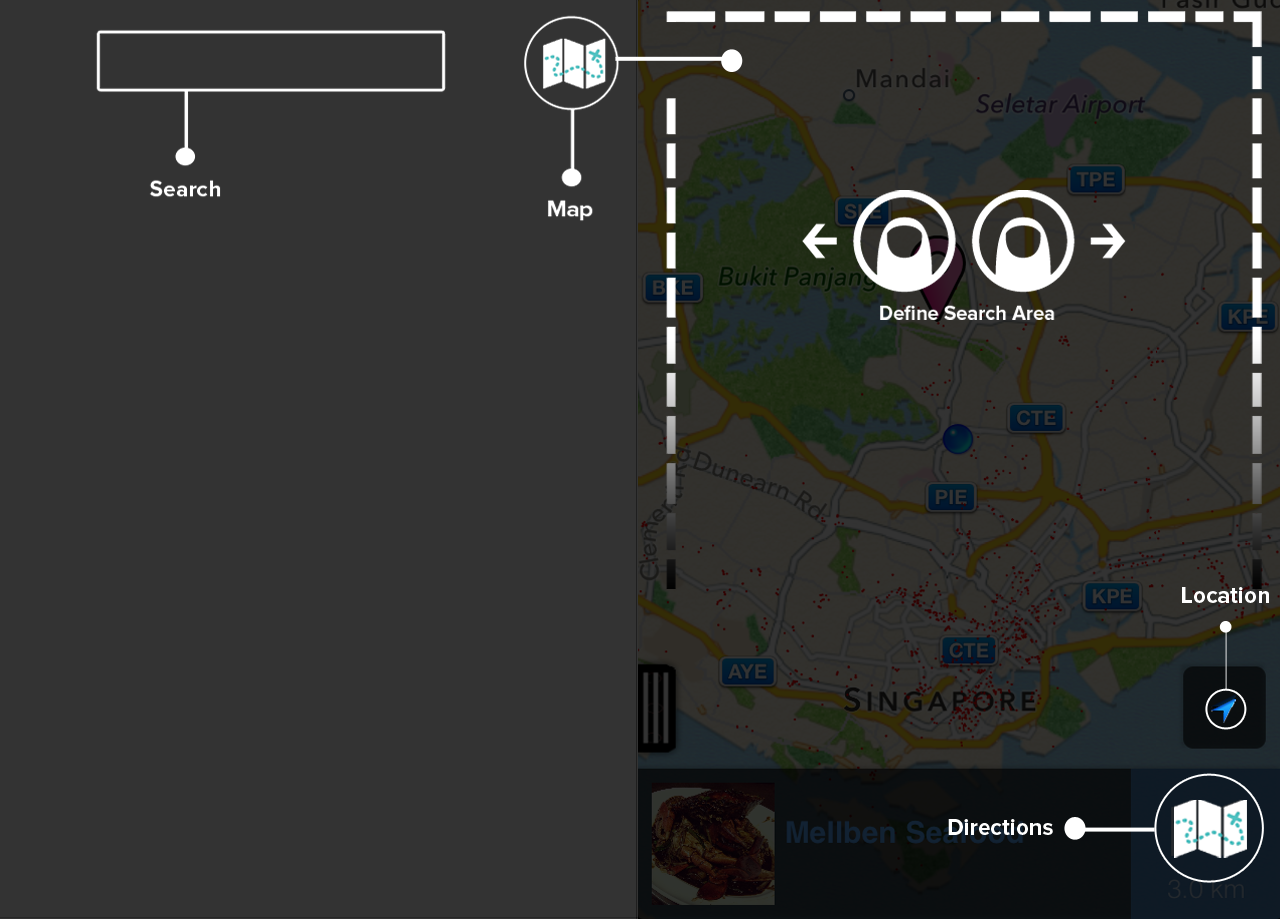 Search
Map
Pasir Gud
Mandai
Seletar Airport
TPE
SLE
Bukit Panjang
BKE
Define Search Area
KPE
CTE
Dunearn Rd
PIE
Clementi Rd
Location
KPE
CTE
AYE
SINGAPORE
Mellben Seafood
Directions
3.0 km